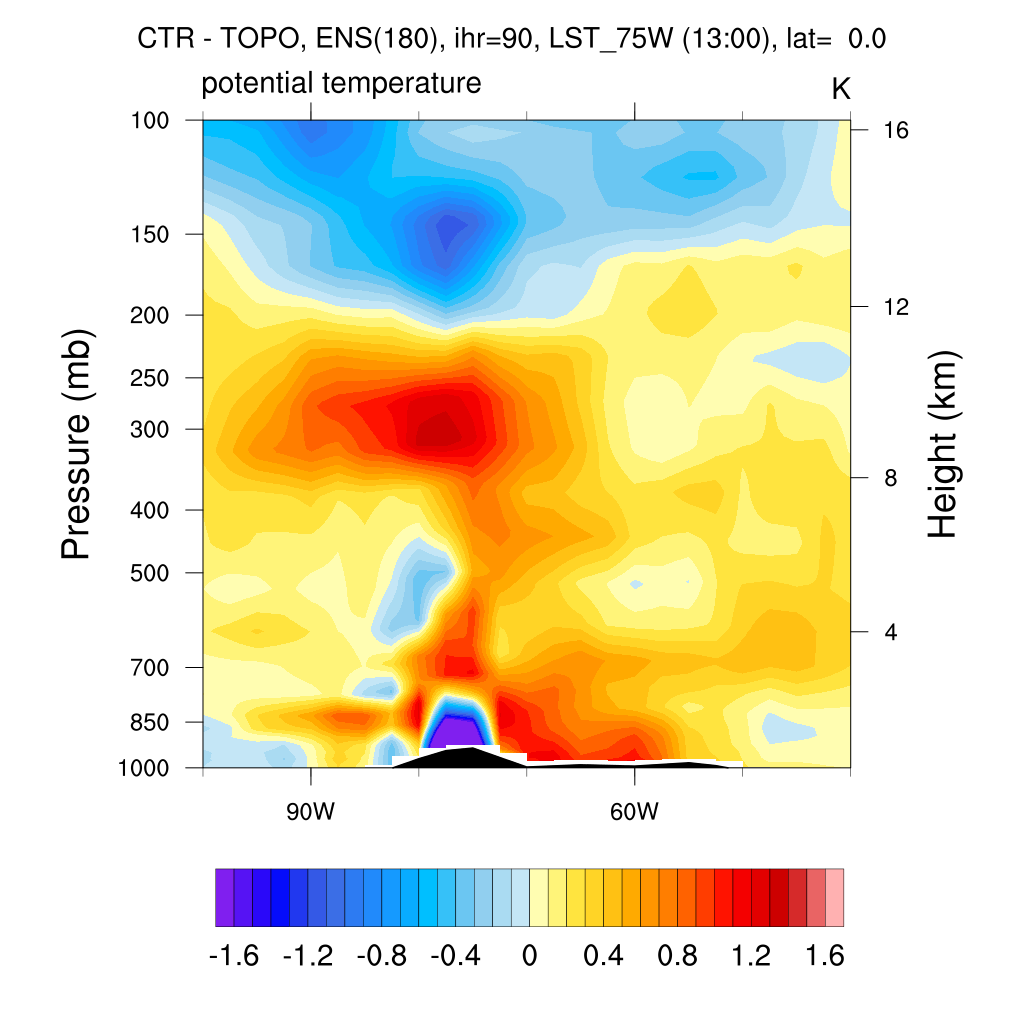 CTR - TOPO, ENS(180), ihr=90, LST_75W (13:00), lat=  0.0
potential temperature K
100
150
200
250
300
400
500
700
850
1000
Pressure (mb)
16
12
8
4
Height (km)
90W 60W
-1.6 -1.2 -0.8 -0.4 0 0.4 0.8 1.2 1.6